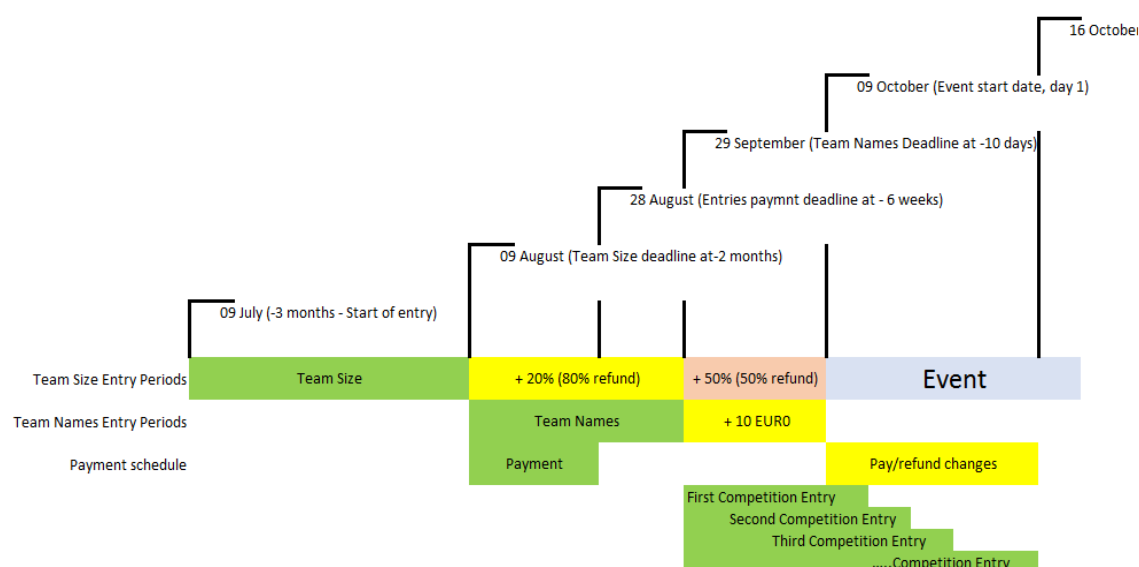 16 October
09 October (Event start date, day 1)
29 September (Team Names Deadline at -10 days)
28 August (Entries paymnt deadline at - 6 weeks)
09 August (Team Size deadline at-2 months)
09 July (-3 months - Start of entry)
Team Size Entry Periods Team Size + 20% (80% refund) + 50% (50% refund) Event
Team Names Entry Periods Team Names + 10 EUR0
Payment schedule Payment Pay/refund changes
First Competition Entry
Second Competition Entry
Third Competition Entry
.....Competition Entry